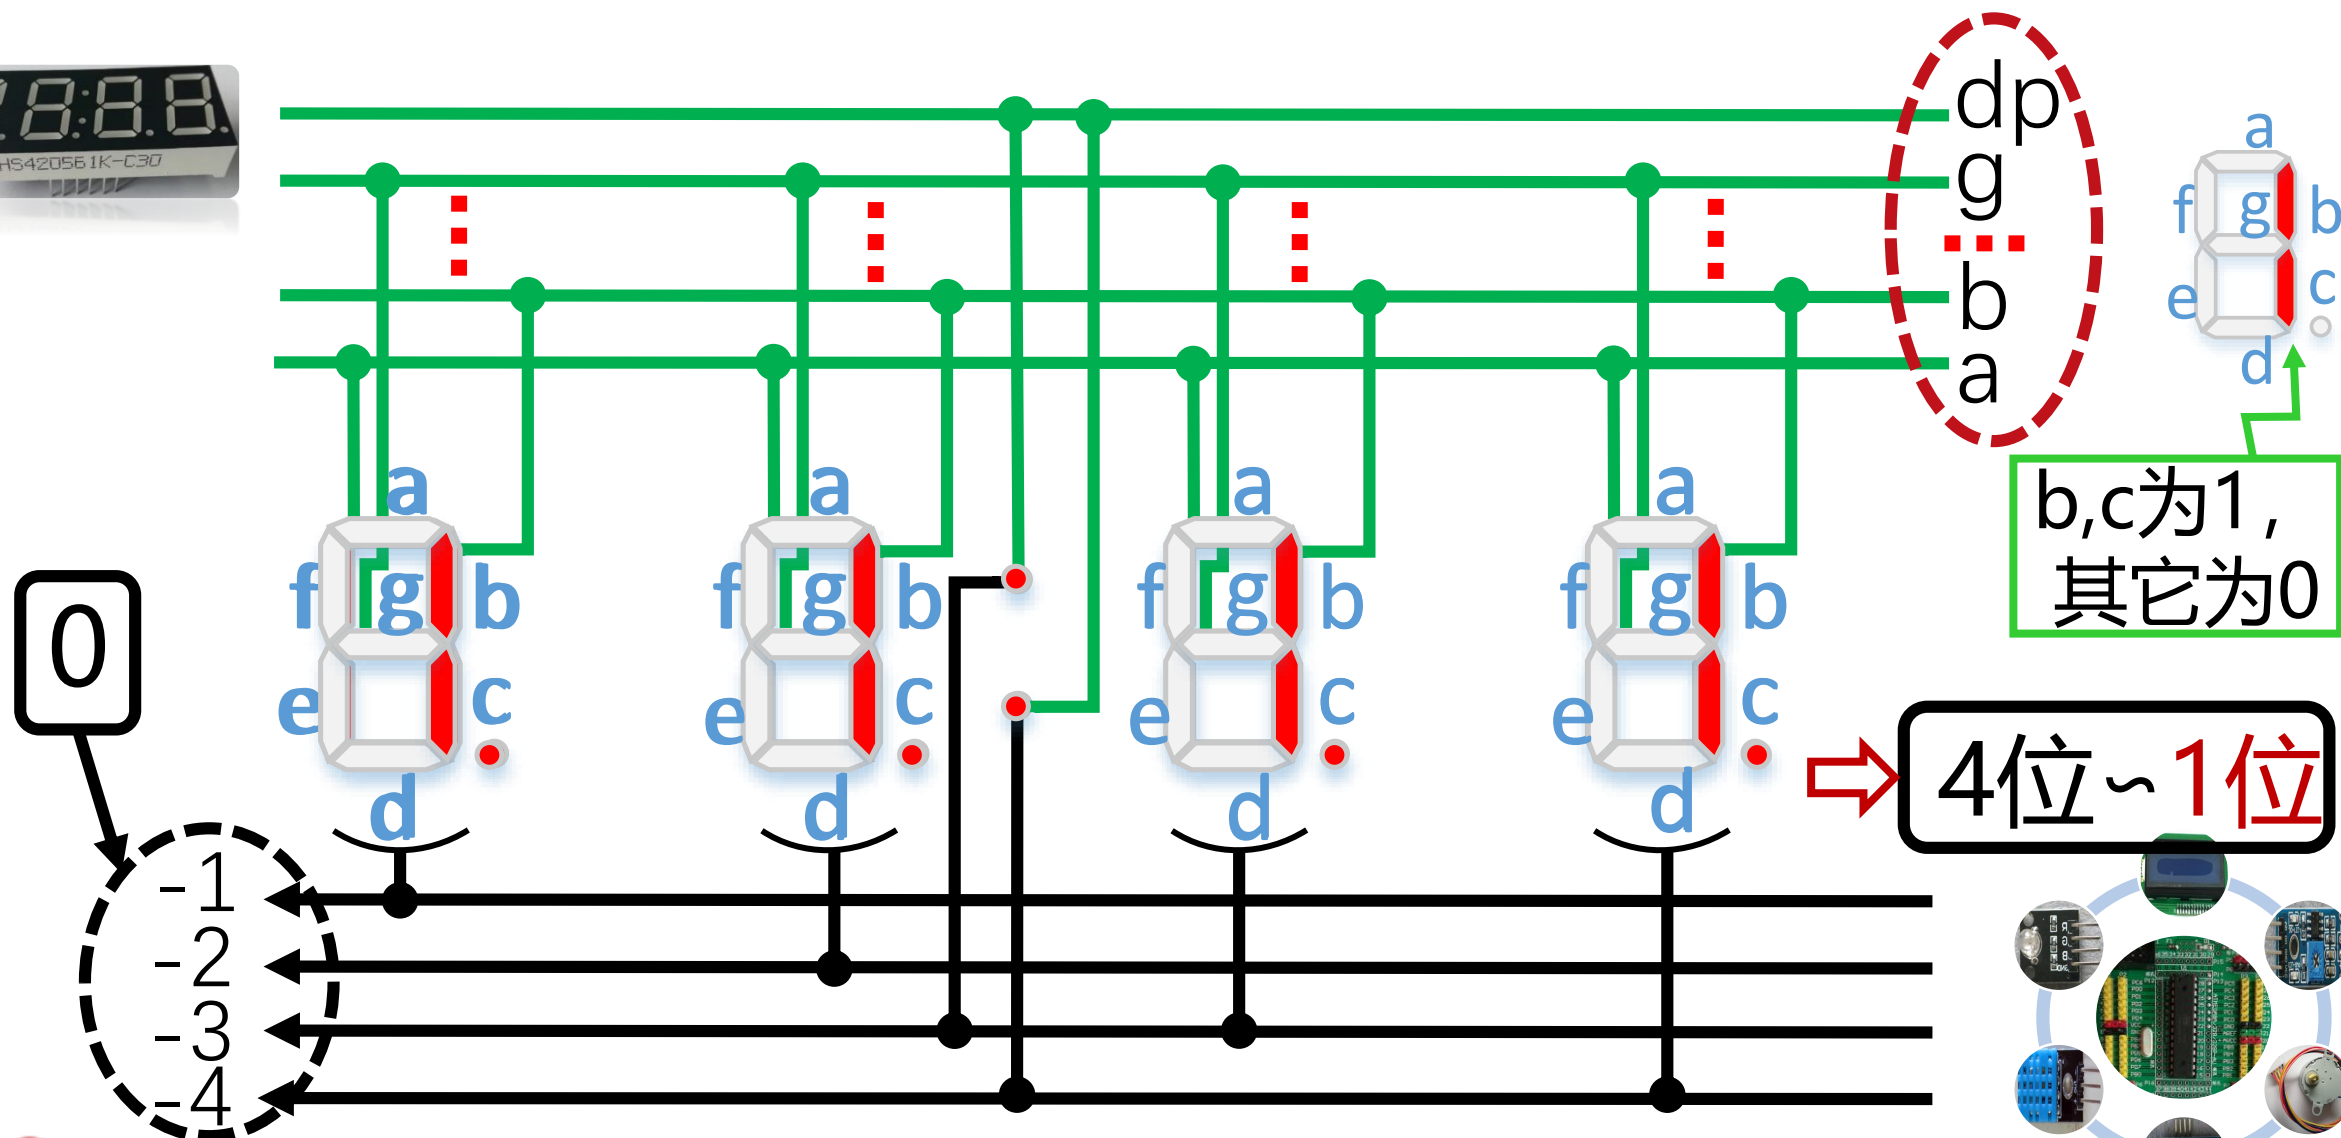 HS420561K-C30
dp
g
b
a
a
f g b
e c
d
b,c为1,
其它为0
a a a a
f g b f g b f g b f g b
e c e c e c e c
d d d d
0
4位~1位
-1
-2
-3
-4